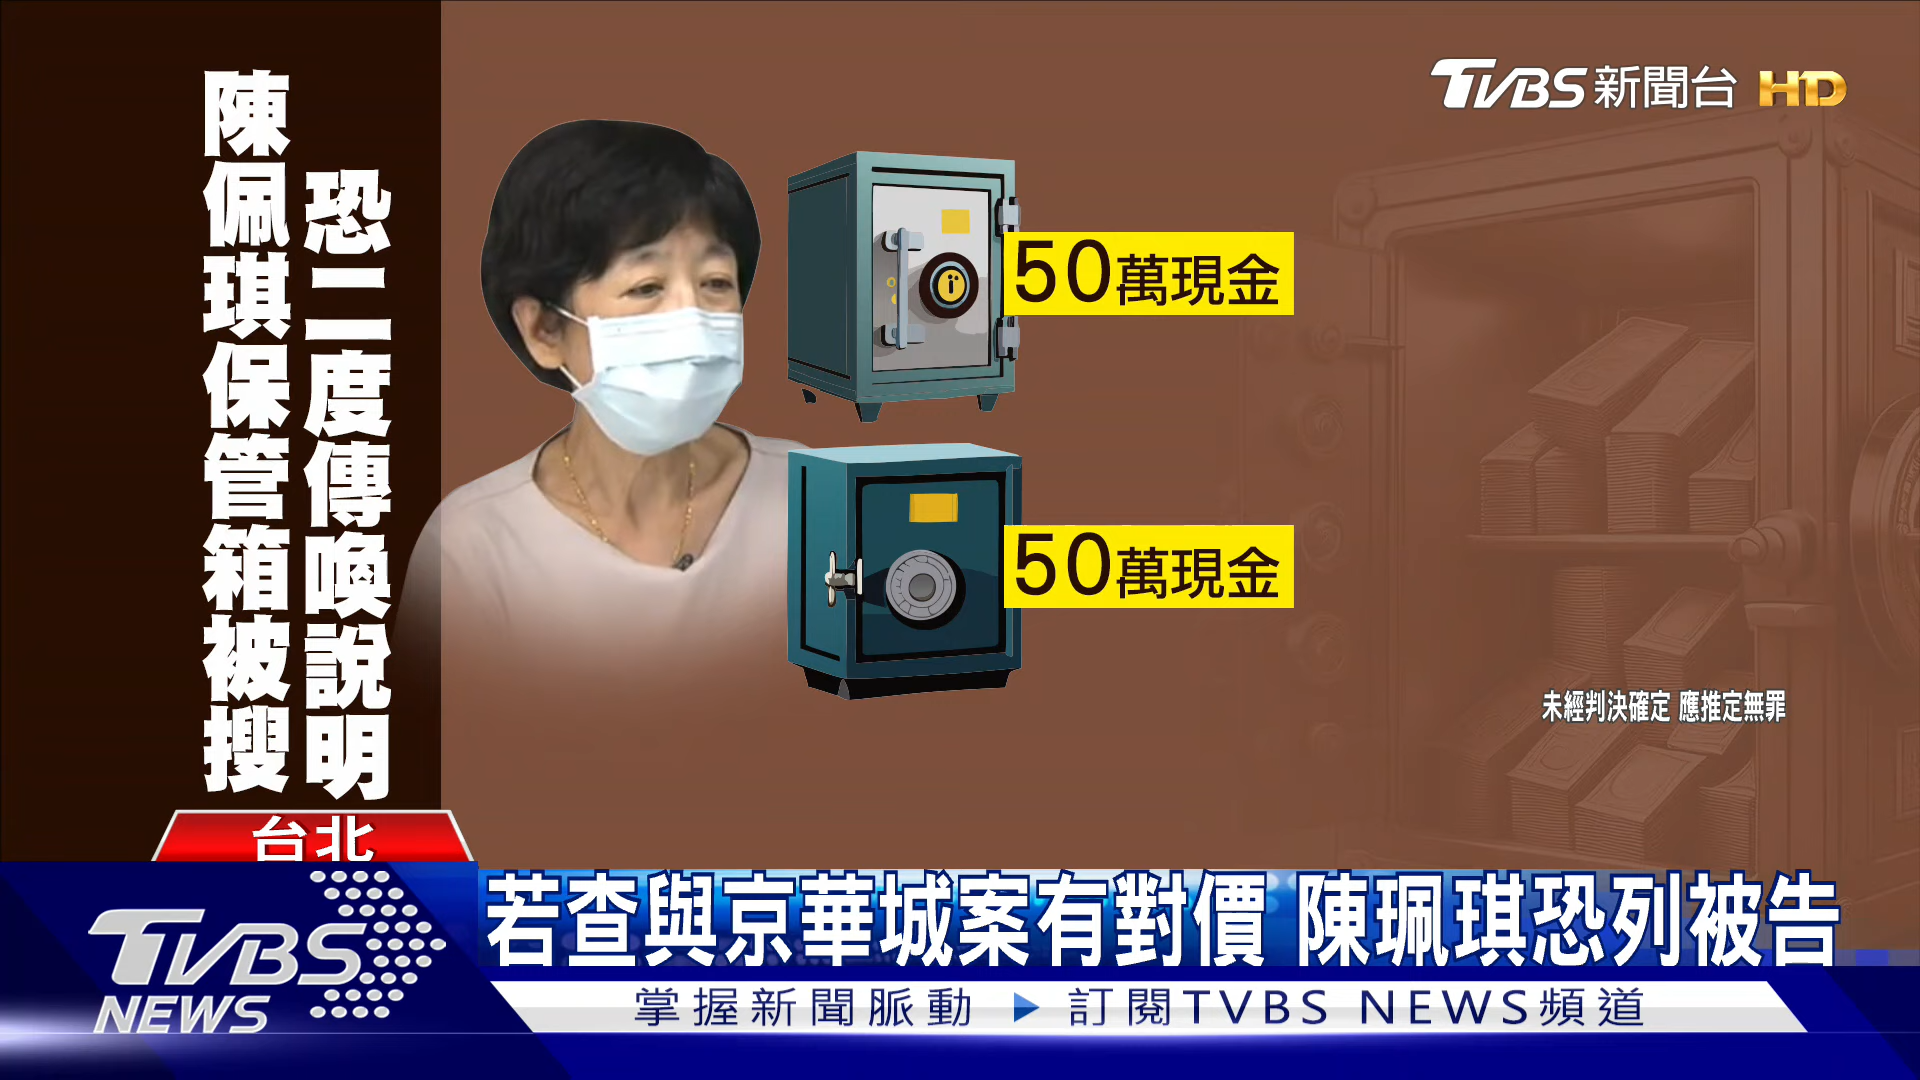 TVBS新聞台 HD
陳佩琪保管箱被搜
恐二度傳喚說明
50萬現金
50萬現金
未經判決確定 應推定無罪
台北
若查與京華城案有對價 陳珮琪恐列被告
TVBS NEWS
掌握新聞脈動 ▶ 訂閱TVBS NEWS頻道